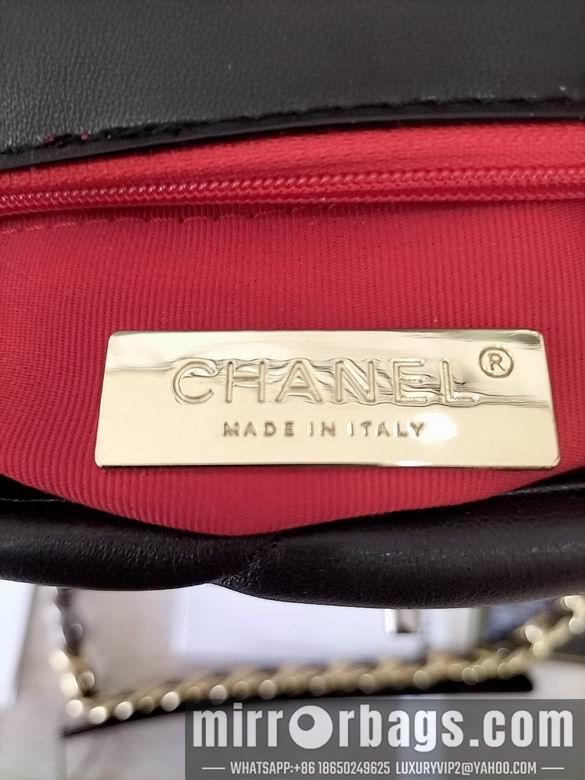 CHANEL ®
MADE IN ITALY
mirrorbags.com
WHATSAPP:+86 18650249625 LUXURYVIP2@YAHOO.COM